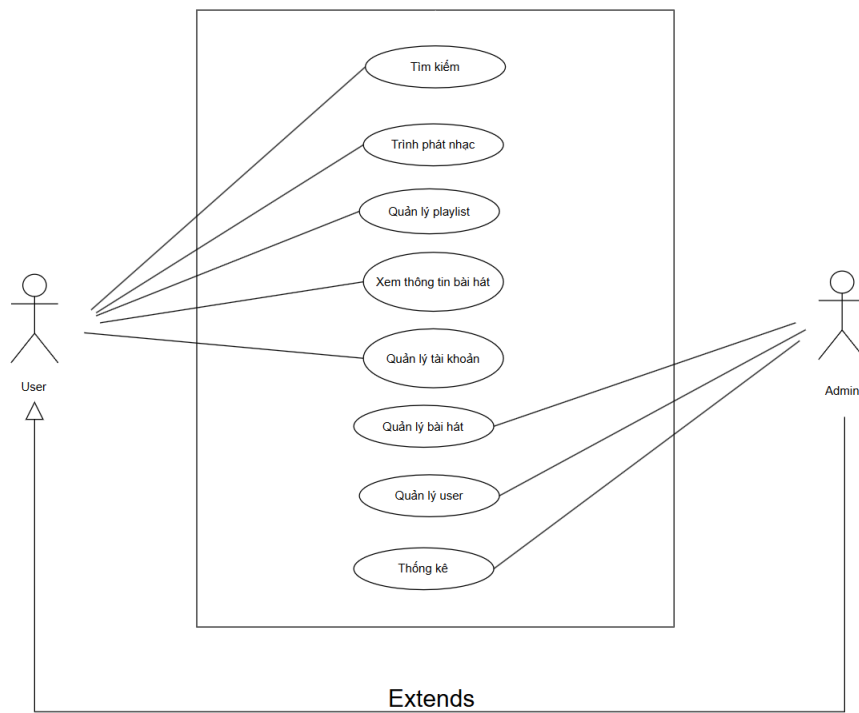 Tìm kiếm
Trình phát nhạc
Quản lý playlist
Xem thông tin bài hát
Quản lý tài khoản
User
Admin
Quản lý bài hát
Quản lý user
Thống kê
Extends